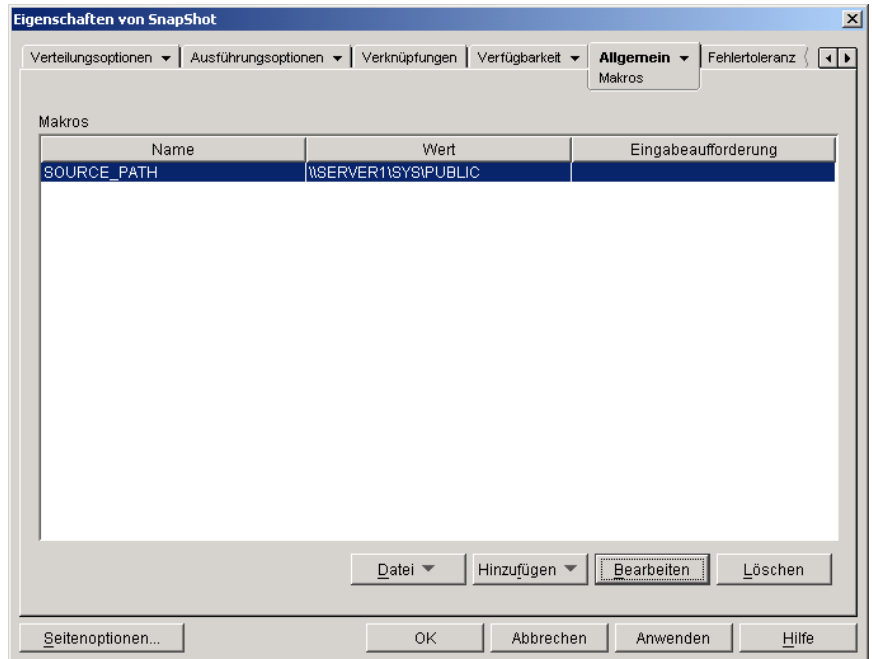 Eigenschaften von SnapShot
Verteilungsoptionen Ausführungsoptionen Verknüpfungen Verfügbarkeit Allgemein Fehlertoleranz
Makros
Makros
Name Wert Eingabeaufforderung
SOURCE_PATH \\SERVER1\SYS\PUBLIC
Datei Hinzufügen Bearbeiten Löschen
Seitenoptionen... OK Abbrechen Anwenden Hilfe